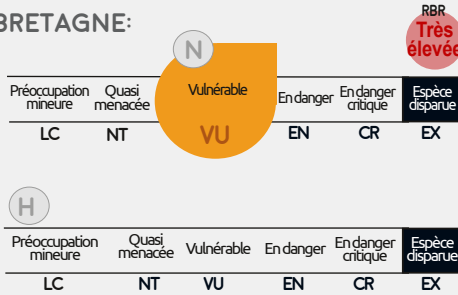 BRETAGNE:
RBR
Très
élevée
N
Préoccupation mineure Quasi menacée Vulnérable En danger En danger critique Espèce disparue
LC NT VU EN CR EX
H
Préoccupation mineure Quasi menacée Vulnérable En danger En danger critique Espèce disparue
LC NT VU EN CR EX